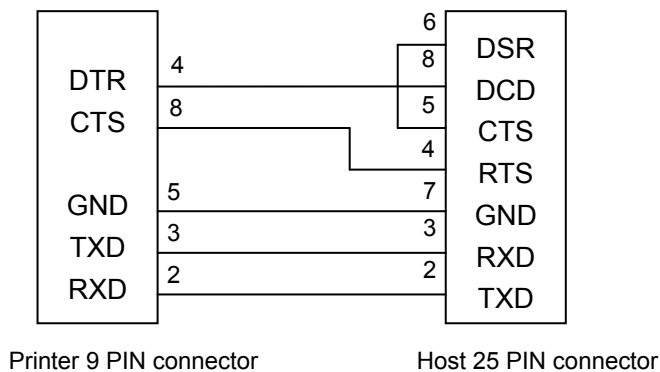 6
DSR
DTR 4 8 DCD
CTS 8 5 CTS
4 RTS
GND 5 7 GND
TXD 3 3 RXD
RXD 2 2 TXD
Printer 9 PIN connector Host 25 PIN connector